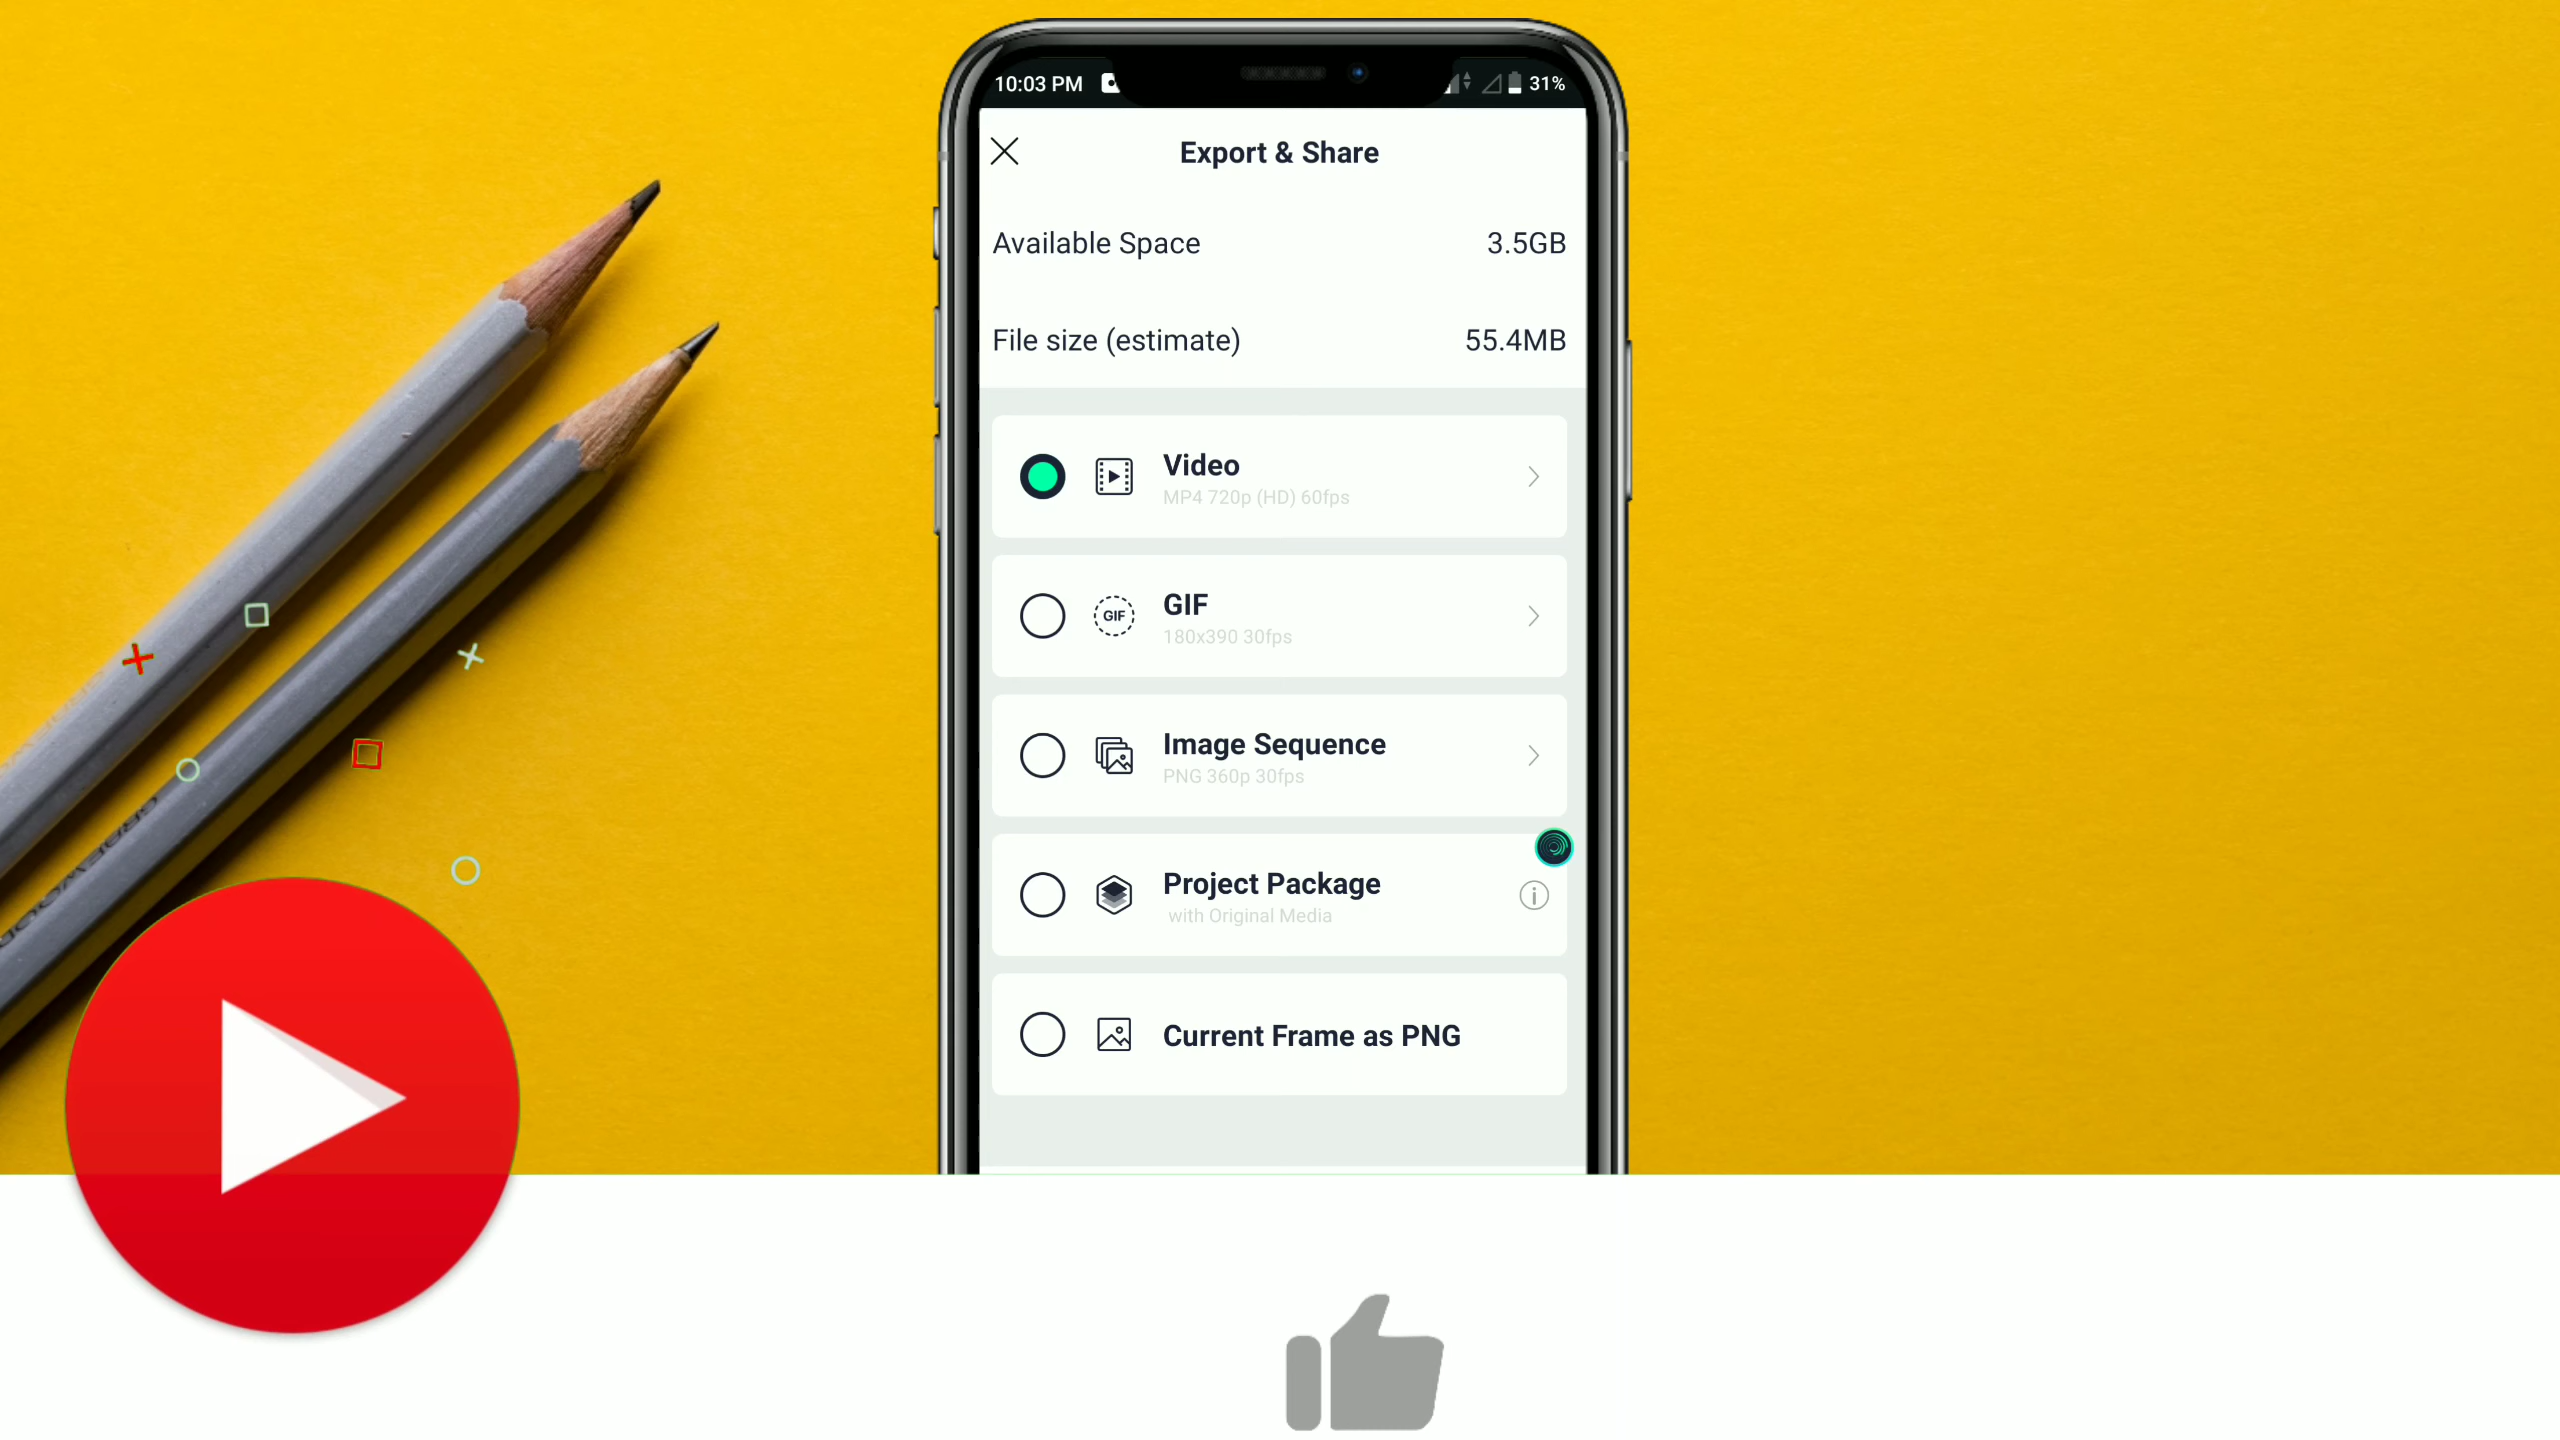 10:03 PM
31%
Export & Share
Available Space
3.5GB
File size (estimate)
55.4MB
Video
MP4 720p (HD) 60fps
GIF
GIF
180x390 30fps
Image Sequence
PNG 360p 30fps
Project Package
with Original Media
Current Frame as PNG